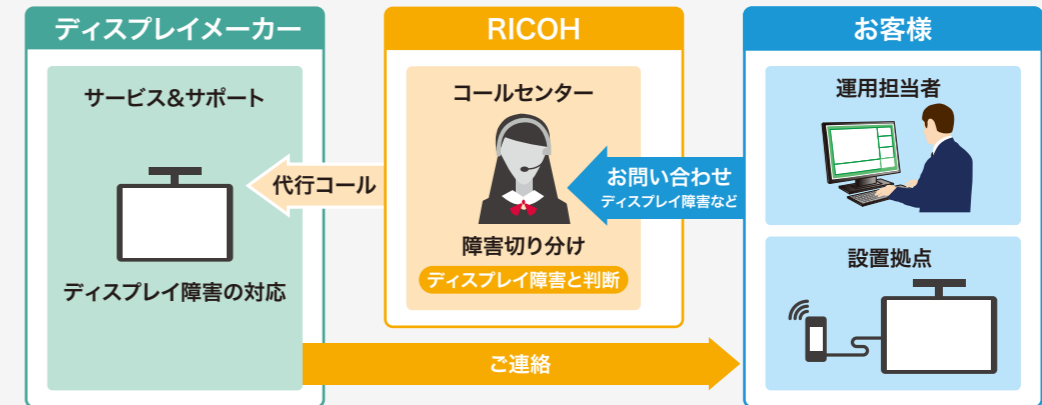 ディスプレイメーカー
サービス&サポート
ディスプレイ障害の対応
代行コール
RICOH
コールセンター
障害切り分け
ディスプレイ障害と判断
お問い合わせ
ディスプレイ障害など
お客様
運用担当者
設置拠点
ご連絡